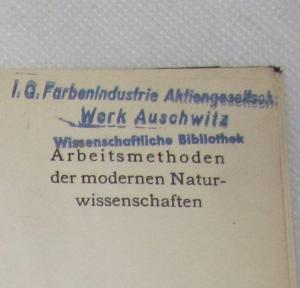 I. G. Farbenindustrie Aktiengesellsch.
Werk Auschwitz
Wissenschaftliche Bibliothek
Arbeitsmethoden
der modernen Natur-
wissenschaften